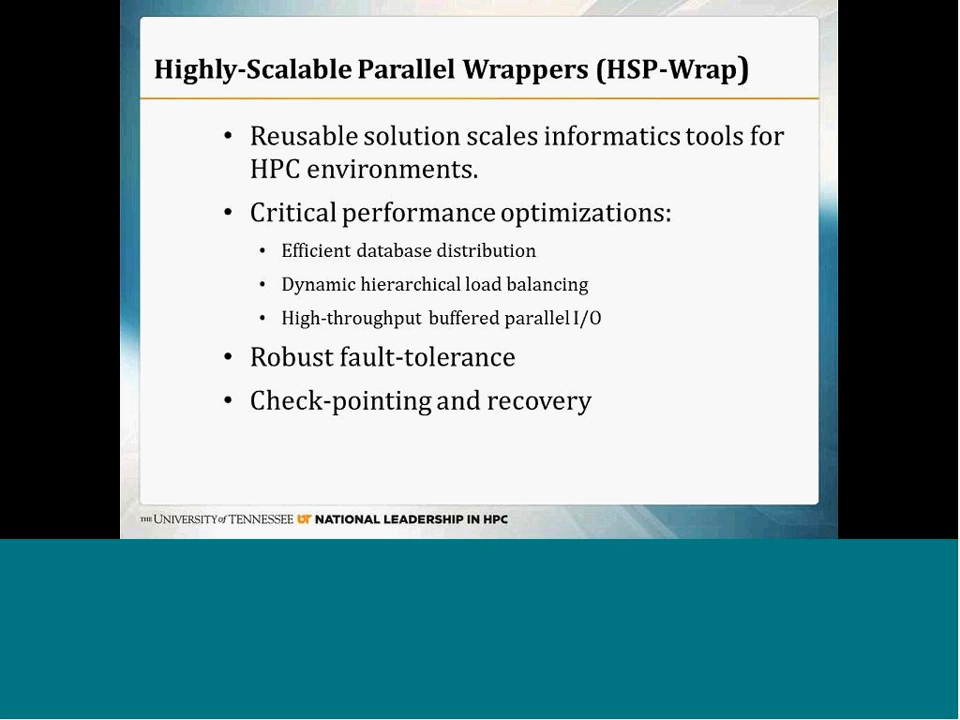 Highly-Scalable Parallel Wrappers (HSP-Wrap)
• Reusable solution scales informatics tools for
HPC environments.
• Critical performance optimizations:
• Efficient database distribution
• Dynamic hierarchical load balancing
• High-throughput buffered parallel I/O
• Robust fault-tolerance
• Check-pointing and recovery
THE UNIVERSITY of TENNESSEE UT NATIONAL LEADERSHIP IN HPC